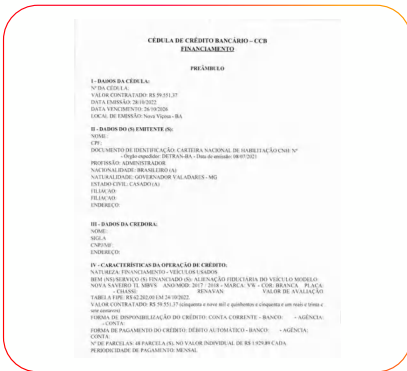 CÉDULA DE CRÉDITO BANCÁRIO – CCB
FINANCIAMENTO
PREÂMBULO
I - DADOS DA CÉDULA:
Nº DA CÉDULA:
VALOR CONTRATADO: R$ 59.551,37
DATA EMISSÃO: 28/10/2022
DATA VENCIMENTO: 28/10/2026
LOCAL DE EMISSÃO: Nova Viçosa - BA
II - DADOS DO (S) EMITENTE (S):
NOME:
CPF:
DOCUMENTO DE IDENTIFICAÇÃO: CARTEIRA NACIONAL DE HABILITAÇÃO CNH: Nº
- Órgão expedidor: DETRAN-BA - Data de emissão: 08/07/2021
PROFISSÃO: ADMINISTRADOR
NACIONALIDADE: BRASILEIRO (A)
NATURALIDADE: GOVERNADOR VALADARES - MG
ESTADO CIVIL: CASADO (A)
FILIAÇÃO:
FILIAÇÃO:
ENDEREÇO:
III - DADOS DA CREDORA:
NOME:
SIGLA
CNPJ/MF:
ENDEREÇO:
IV - CARACTERÍSTICAS DA OPERAÇÃO DE CRÉDITO:
NATUREZA: FINANCIAMENTO - VEÍCULOS USADOS
BEM (NS)/SERVIÇO (S) FINANCIADO (S): ALIENAÇÃO FIDUCIÁRIA DO VEÍCULO MODELO:
NOVA SAVEIRO TL MBVS ANO/MOD: 2017 / 2018 - MARCA: VW - COR: BRANCA PLACA:
- CHASSI: RENAVAN: VALOR DE AVALIAÇÃO
TABELA FIPE: R$ 62.202,00 EM 24/10/2022.
VALOR CONTRATADO: R$ 59.551,37 (cinquenta e nove mil e quinhentos e cinquenta e um reais e trinta e
sete centavos)
FORMA DE DISPONIBILIZAÇÃO DO CRÉDITO: CONTA CORRENTE - BANCO: - AGÊNCIA:
- CONTA:
FORMA DE PAGAMENTO DO CRÉDITO: DÉBITO AUTOMÁTICO - BANCO: - AGÊNCIA:
CONTA:
Nº DE PARCELAS: 48 PARCELA (S), NO VALOR INDIVIDUAL DE R$ 1.929,89 CADA
PERIODICIDADE DE PAGAMENTO: MENSAL